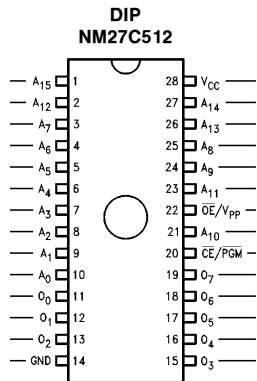 DIP
NM27C512
A15 1 28 VCC
A12 2 27 A14
A7 3 26 A13
A6 4 25 A8
A5 5 24 A9
A4 6 23 A11
A3 7 22 O̅E̅/VPP
A2 8 21 A10
A1 9 20 C̅E̅/P̅G̅M̅
A0 10 19 O7
O0 11 18 O6
O1 12 17 O5
O2 13 16 O4
GND 14 15 O3